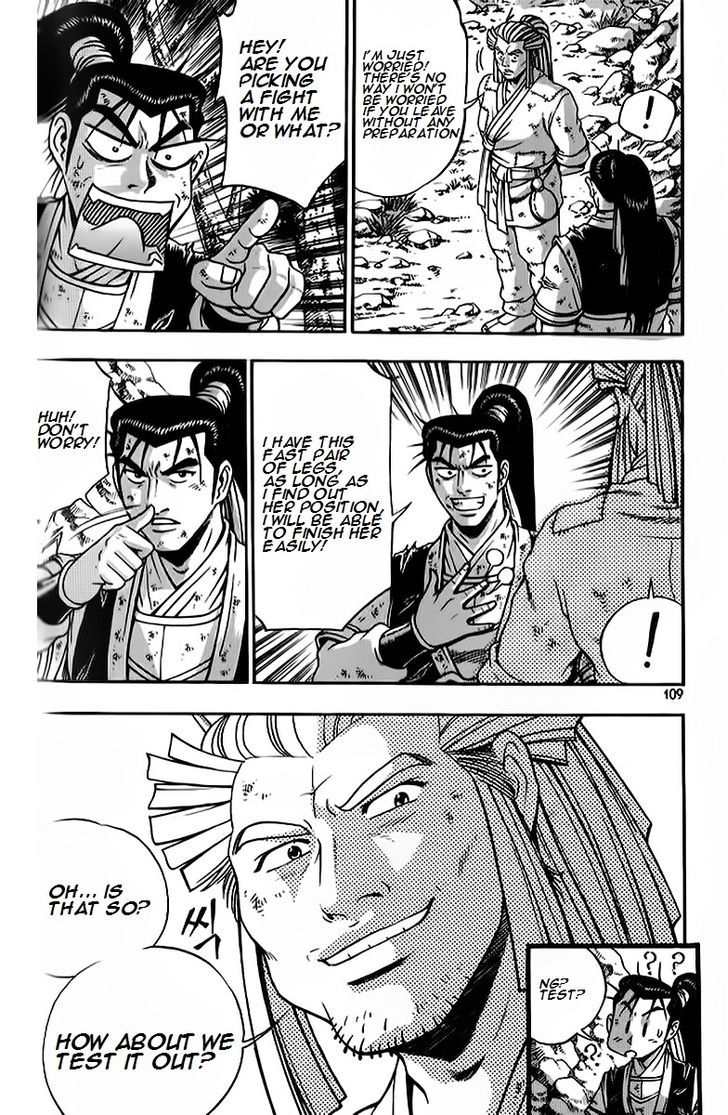 HEY!
ARE YOU
PICKING
A FIGHT
WITH ME
OR WHAT?
I'M JUST
WORRIED!
THERE'S NO
WAY I WON'T
BE WORRIED
IF YOU LEAVE
WITHOUT ANY
PREPARATION
!
HUH!
DON'T
WORRY!
I HAVE THIS
FAST PAIR
OF LEGS,
AS LONG AS
I FIND OUT
HER POSITION,
I WILL BE ABLE
TO FINISH HER
EASILY!
!
109
OH... IS
THAT SO?
씩
HOW ABOUT WE
TEST IT OUT?
NG?
TEST?
? ?
?